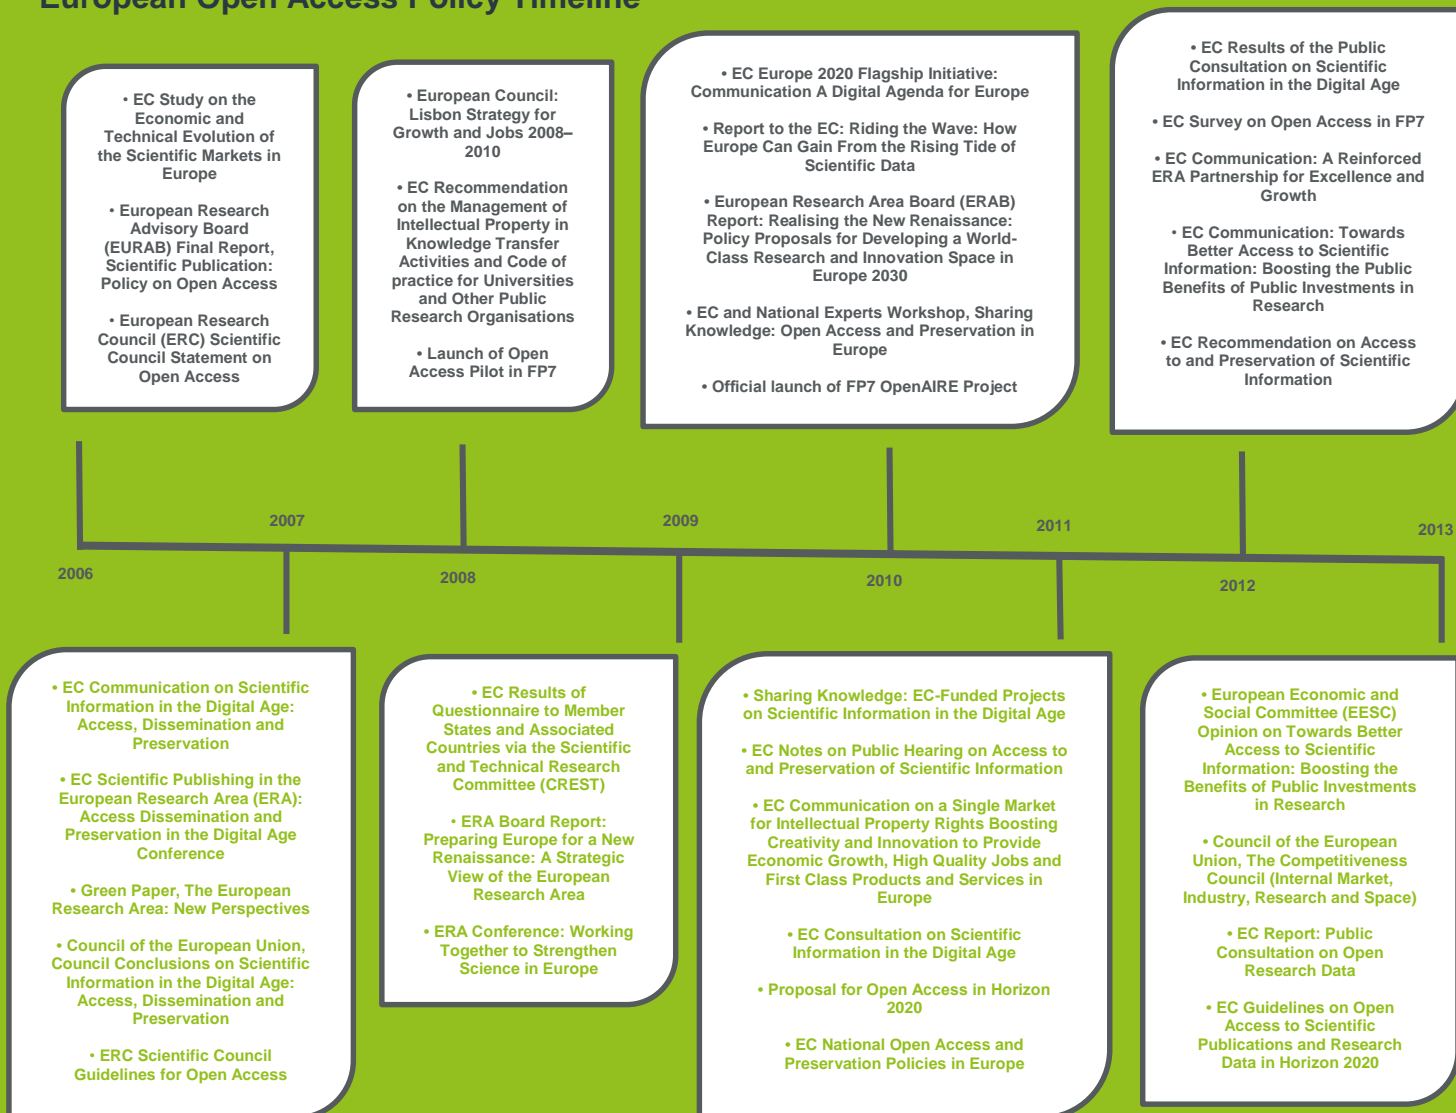 European Open Access Policy Timeline
• EC Study on the
Economic and
Technical Evolution of
the Scientific Markets in
Europe
• European Research
Advisory Board
(EURAB) Final Report,
Scientific Publication:
Policy on Open Access
• European Research
Council (ERC) Scientific
Council Statement on
Open Access
• European Council:
Lisbon Strategy for
Growth and Jobs 2008–
2010
• EC Recommendation
on the Management of
Intellectual Property in
Knowledge Transfer
Activities and Code of
practice for Universities
and Other Public
Research Organisations
• Launch of Open
Access Pilot in FP7
• EC Europe 2020 Flagship Initiative:
Communication A Digital Agenda for Europe
• Report to the EC: Riding the Wave: How
Europe Can Gain From the Rising Tide of
Scientific Data
• European Research Area Board (ERAB)
Report: Realising the New Renaissance:
Policy Proposals for Developing a World-
Class Research and Innovation Space in
Europe 2030
• EC and National Experts Workshop, Sharing
Knowledge: Open Access and Preservation in
Europe
• Official launch of FP7 OpenAIRE Project
• EC Results of the Public
Consultation on Scientific
Information in the Digital Age
• EC Survey on Open Access in FP7
• EC Communication: A Reinforced
ERA Partnership for Excellence and
Growth
• EC Communication: Towards
Better Access to Scientific
Information: Boosting the Public
Benefits of Public Investments in
Research
• EC Recommendation on Access
to and Preservation of Scientific
Information
2007
2009
2011
2013
2006
2008
2010
2012
• EC Communication on Scientific
Information in the Digital Age:
Access, Dissemination and
Preservation
• EC Scientific Publishing in the
European Research Area (ERA):
Access Dissemination and
Preservation in the Digital Age
Conference
• Green Paper, The European
Research Area: New Perspectives
• Council of the European Union,
Council Conclusions on Scientific
Information in the Digital Age:
Access, Dissemination and
Preservation
• ERC Scientific Council
Guidelines for Open Access
• EC Results of
Questionnaire to Member
States and Associated
Countries via the Scientific
and Technical Research
Committee (CREST)
• ERA Board Report:
Preparing Europe for a New
Renaissance: A Strategic
View of the European
Research Area
• ERA Conference: Working
Together to Strengthen
Science in Europe
• Sharing Knowledge: EC-Funded Projects
on Scientific Information in the Digital Age
• EC Notes on Public Hearing on Access to
and Preservation of Scientific Information
• EC Communication on a Single Market
for Intellectual Property Rights Boosting
Creativity and Innovation to Provide
Economic Growth, High Quality Jobs and
First Class Products and Services in
Europe
• EC Consultation on Scientific
Information in the Digital Age
• Proposal for Open Access in Horizon
2020
• EC National Open Access and
Preservation Policies in Europe
• European Economic and
Social Committee (EESC)
Opinion on Towards Better
Access to Scientific
Information: Boosting the
Benefits of Public Investments
in Research
• Council of the European
Union, The Competitiveness
Council (Internal Market,
Industry, Research and Space)
• EC Report: Public
Consultation on Open
Research Data
• EC Guidelines on Open
Access to Scientific
Publications and Research
Data in Horizon 2020